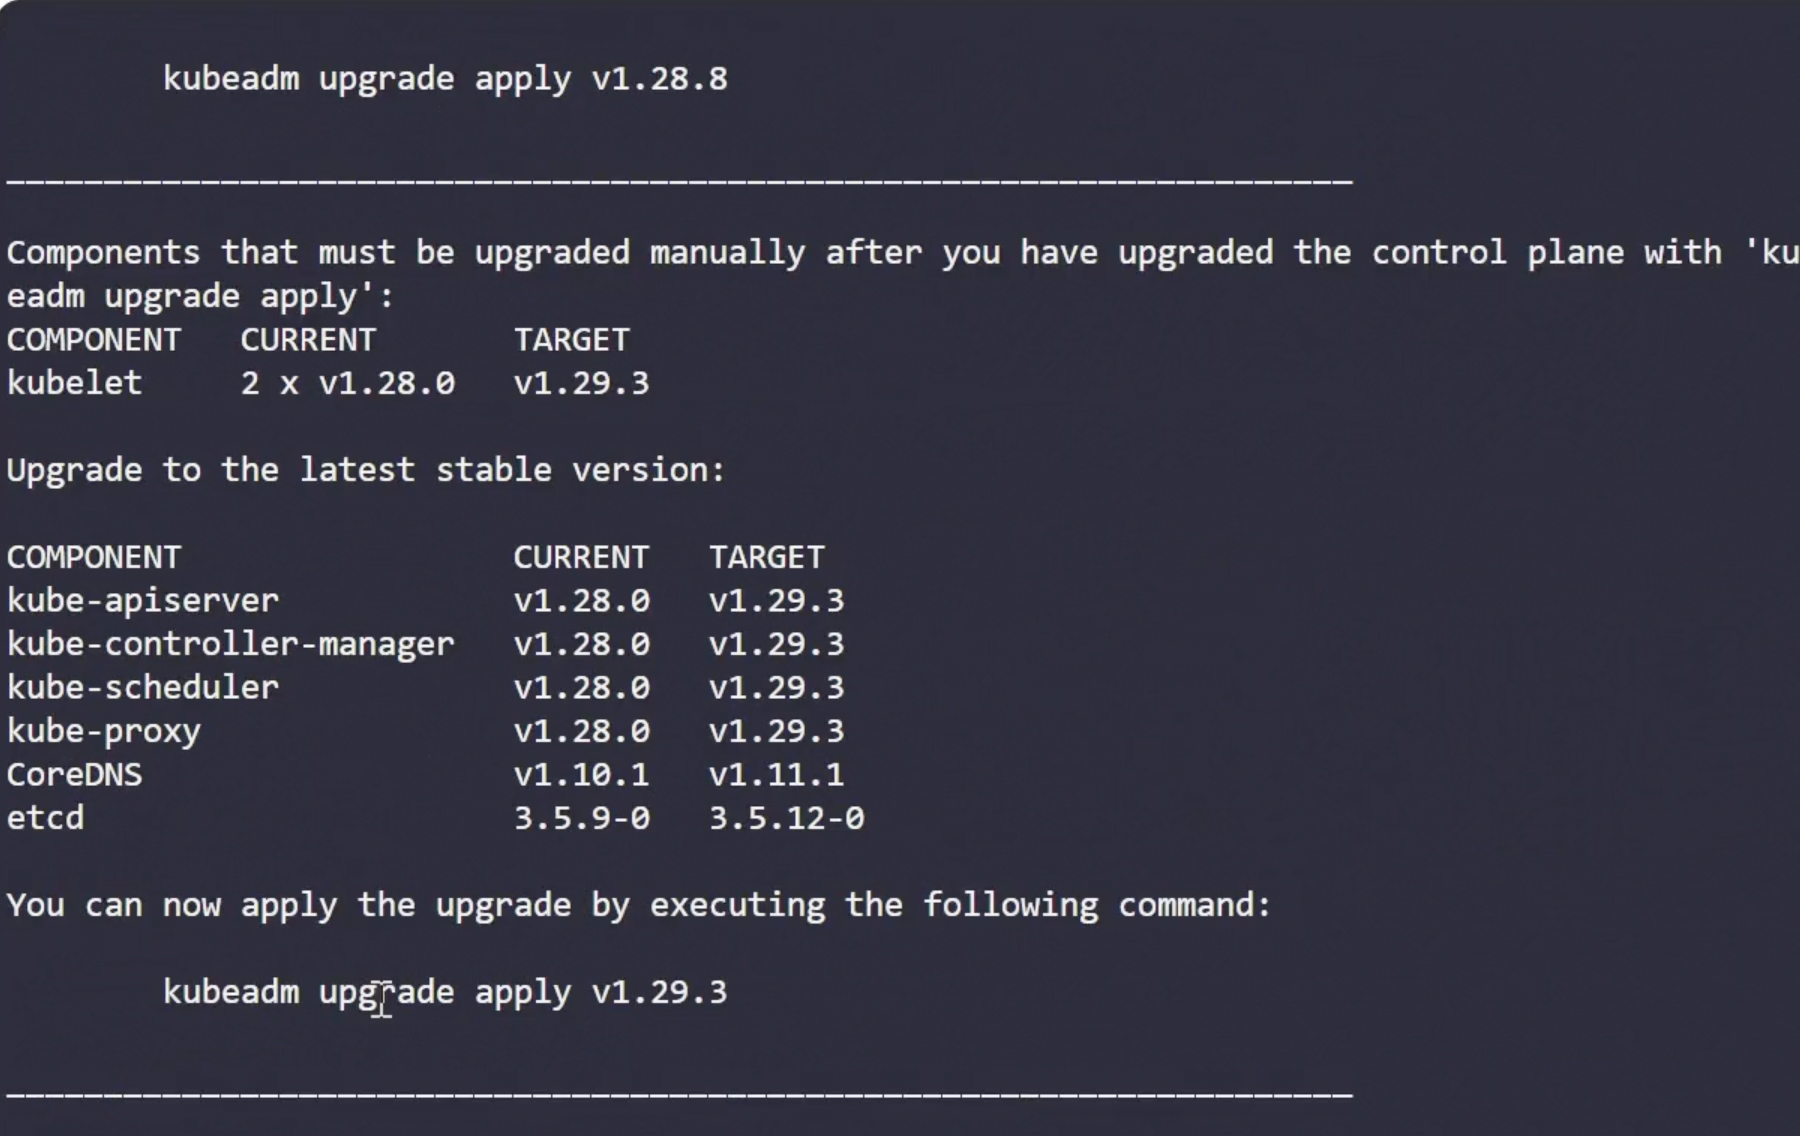 kubeadm upgrade apply v1.28.8
_____________________________________________________________________
Components that must be upgraded manually after you have upgraded the control plane with 'ku
eadm upgrade apply':
COMPONENT   CURRENT       TARGET
kubelet     2 x v1.28.0   v1.29.3
Upgrade to the latest stable version:
COMPONENT                 CURRENT   TARGET
kube-apiserver            v1.28.0   v1.29.3
kube-controller-manager   v1.28.0   v1.29.3
kube-scheduler            v1.28.0   v1.29.3
kube-proxy                v1.28.0   v1.29.3
CoreDNS                   v1.10.1   v1.11.1
etcd                      3.5.9-0   3.5.12-0
You can now apply the upgrade by executing the following command:
kubeadm upgrade apply v1.29.3
_____________________________________________________________________